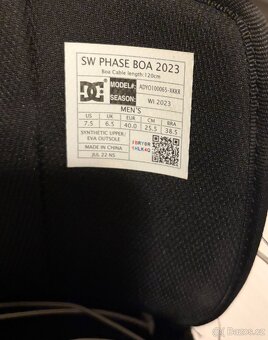 SW PHASE BOA 2023
Boa Cable length:120cm
DC
MODEL#: ADYO100065-XKKR
SEASON: WI 2023
MEN'S
US UK EUR CM BRA
7.5 6.5 40.0 25.5 38.5
SYNTHETIC UPPER/
EVA OUTSOLE
MADE IN CHINA
JUL 22 NS